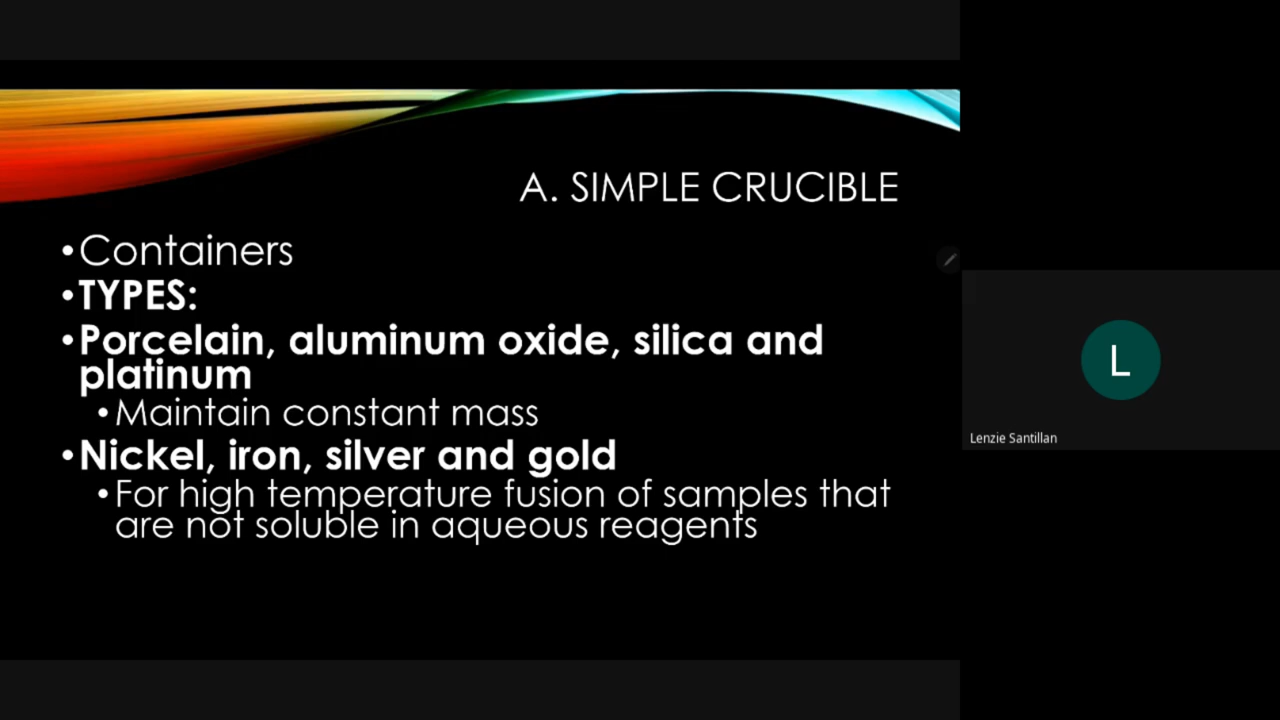 A. SIMPLE CRUCIBLE
•Containers
•TYPES:
•Porcelain, aluminum oxide, silica and
platinum
•Maintain constant mass
•Nickel, iron, silver and gold
•For high temperature fusion of samples that
are not soluble in aqueous reagents
L
Lenzie Santillan